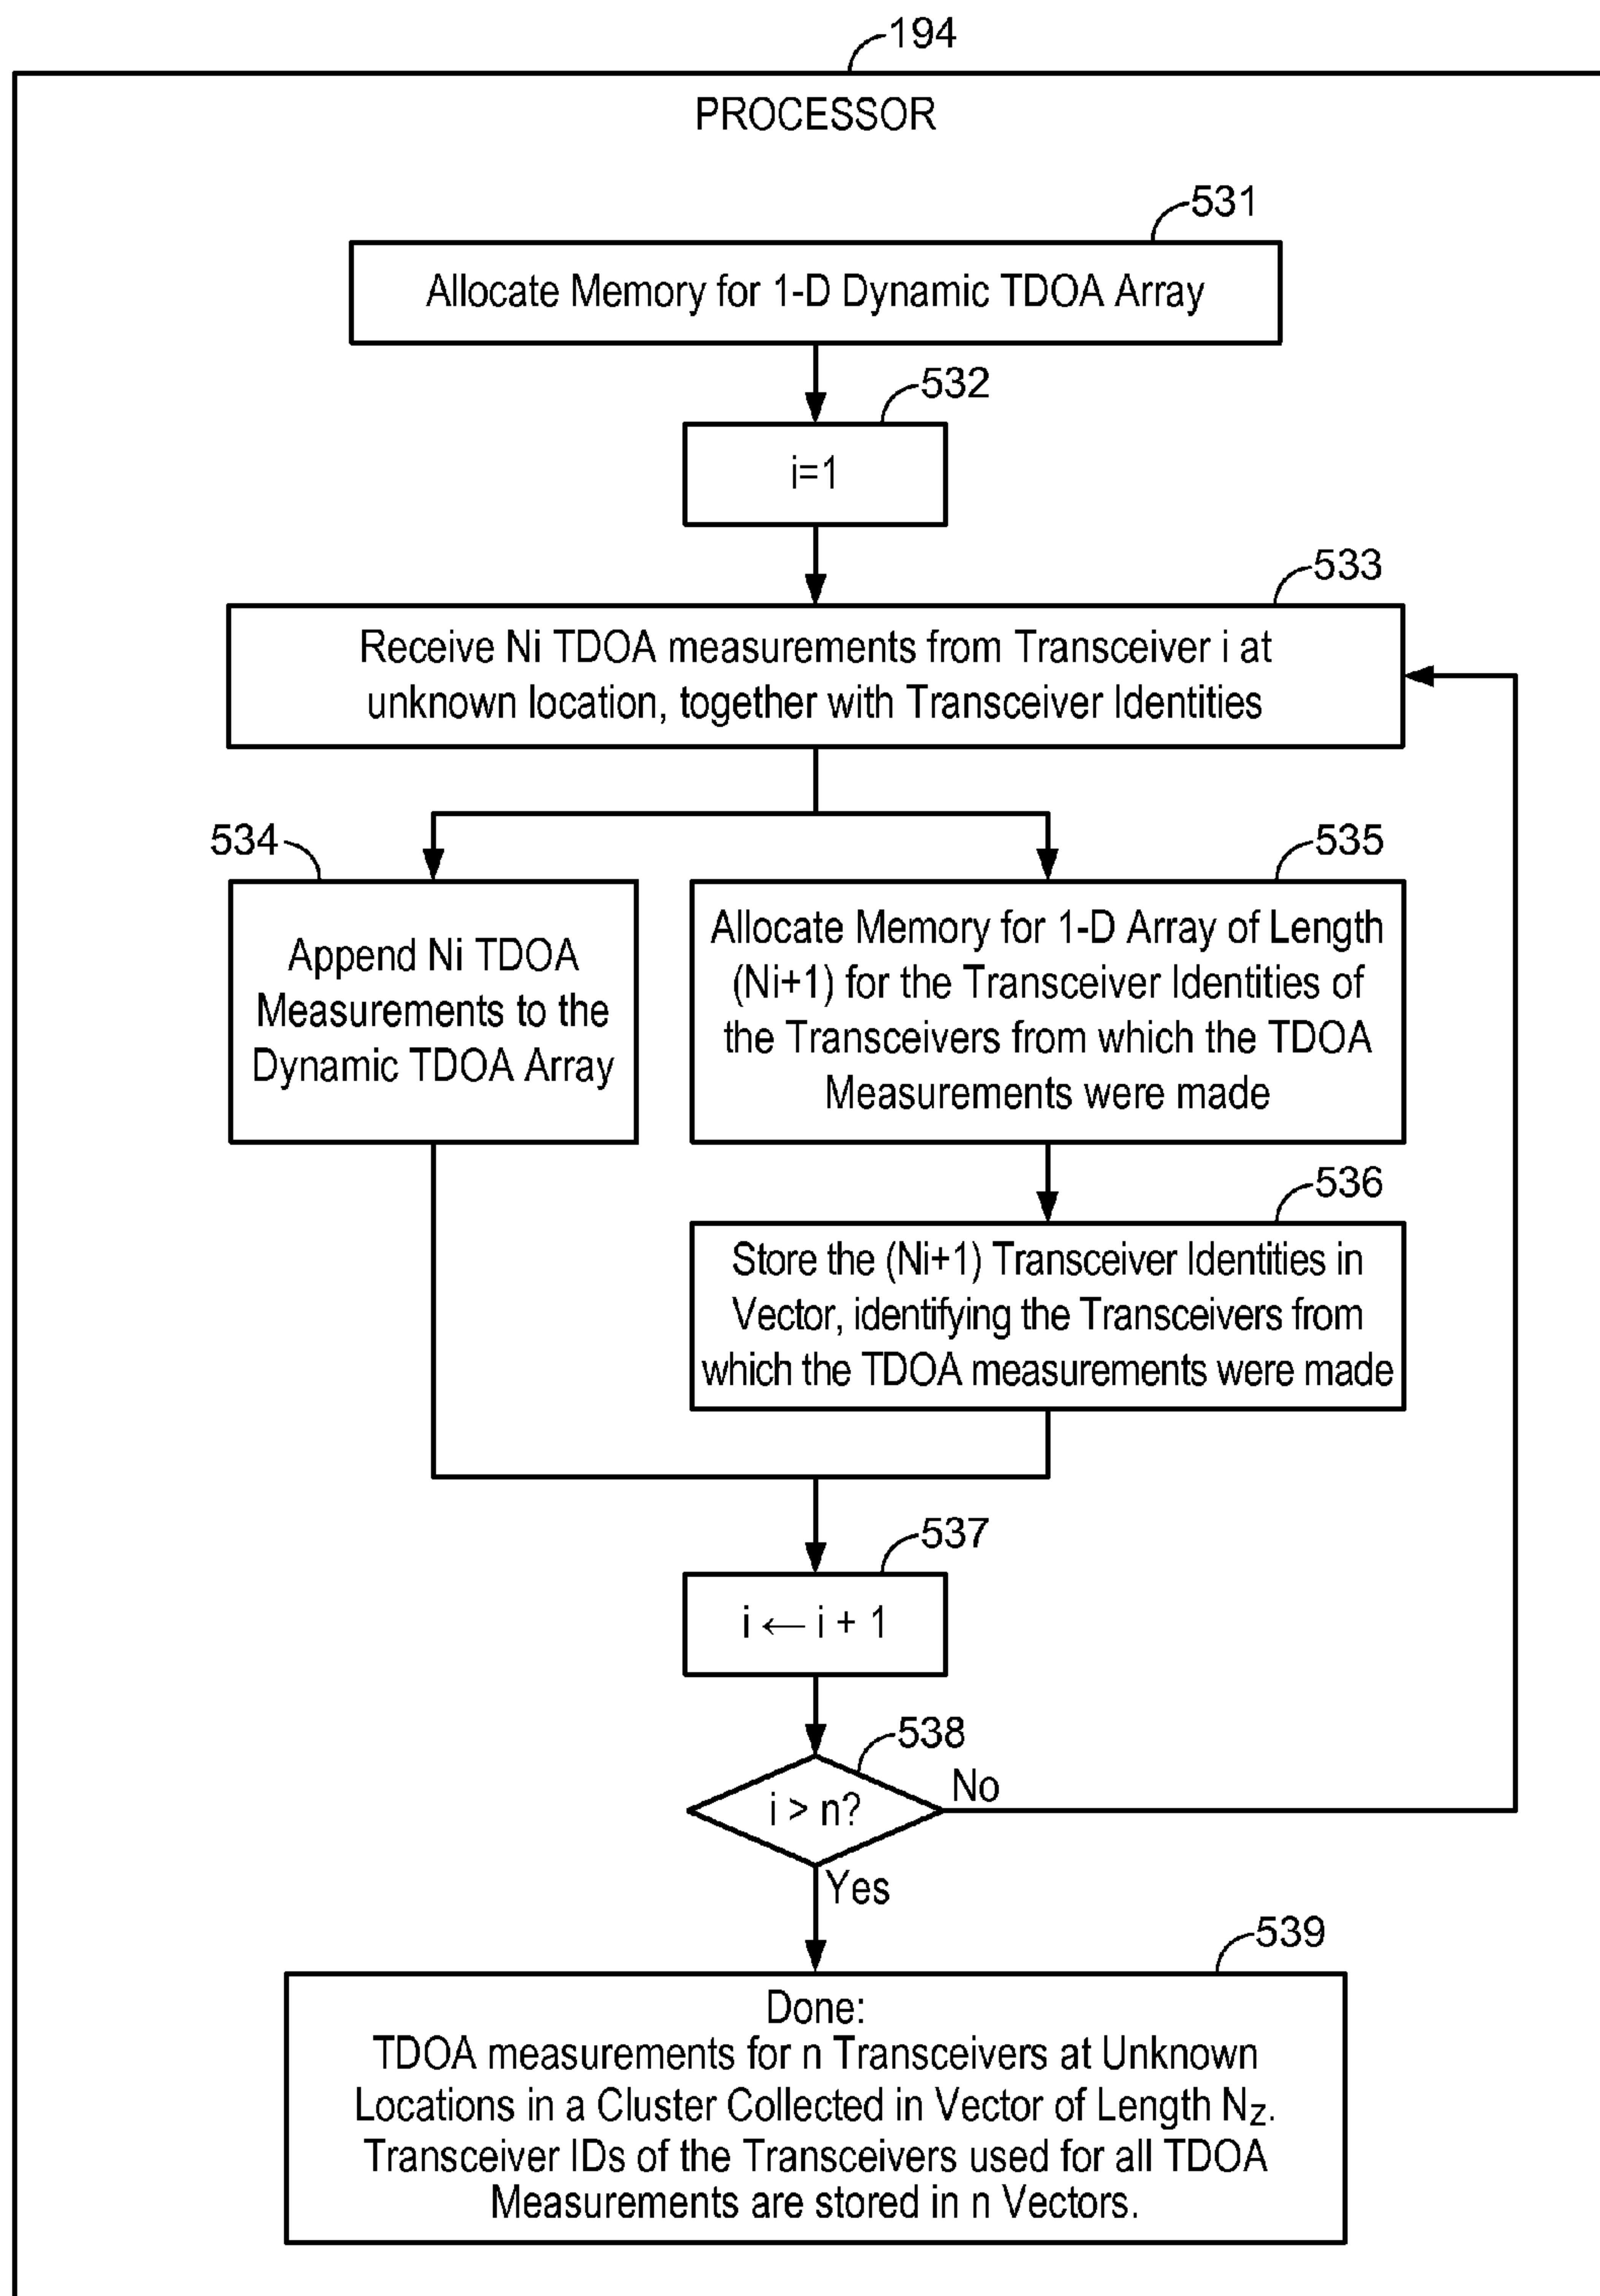 194
PROCESSOR
531
Allocate Memory for 1-D Dynamic TDOA Array
532
i=1
533
Receive Ni TDOA measurements from Transceiver i at
unknown location, together with Transceiver Identities
534
Append Ni TDOA
Measurements to the
Dynamic TDOA Array
535
Allocate Memory for 1-D Array of Length
(Ni+1) for the Transceiver Identities of
the Transceivers from which the TDOA
Measurements were made
536
Store the (Ni+1) Transceiver Identities in
Vector, identifying the Transceivers from
which the TDOA measurements were made
537
i ← i + 1
538
i > n?
No
Yes
539
Done:
TDOA measurements for n Transceivers at Unknown
Locations in a Cluster Collected in Vector of Length Nz.
Transceiver IDs of the Transceivers used for all TDOA
Measurements are stored in n Vectors.